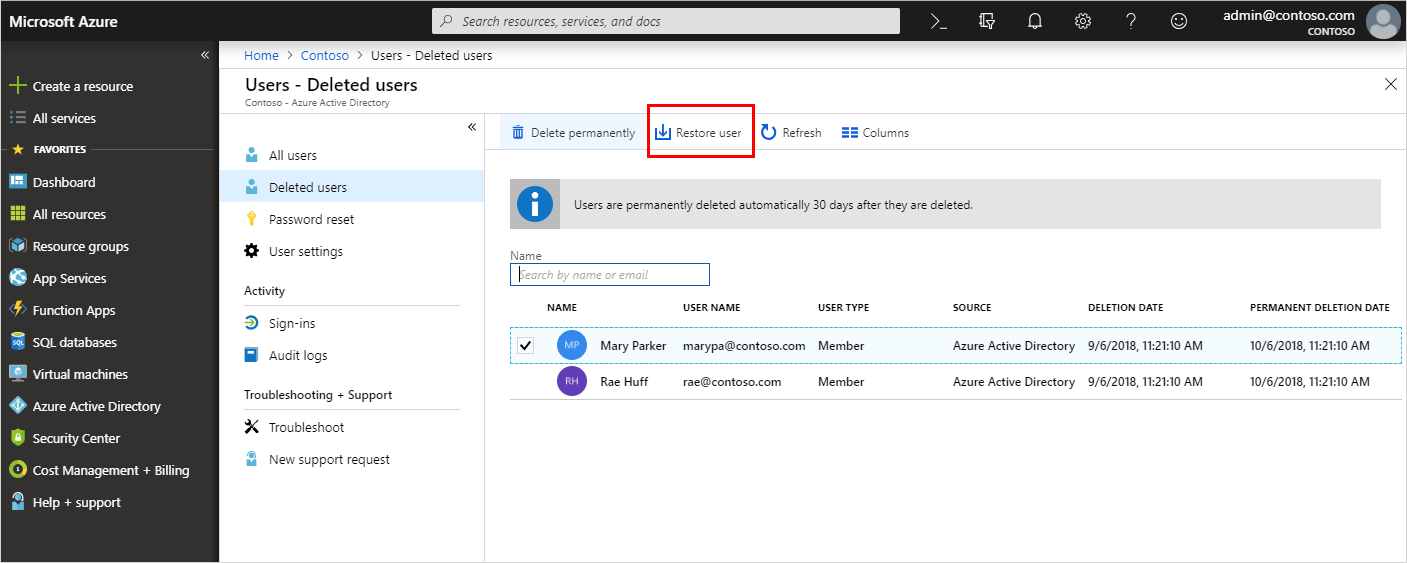 Microsoft Azure
Search resources, services, and docs
admin@contoso.com
CONTOSO
Create a resource
All services
FAVORITES
Dashboard
All resources
Resource groups
App Services
Function Apps
SQL databases
Virtual machines
Azure Active Directory
Security Center
Cost Management + Billing
Help + support
Home > Contoso > Users - Deleted users
Users - Deleted users
Contoso - Azure Active Directory
All users
Deleted users
Password reset
User settings
Activity
Sign-ins
Audit logs
Troubleshooting + Support
Troubleshoot
New support request
Delete permanently Restore user Refresh Columns
Users are permanently deleted automatically 30 days after they are deleted.
Name
Search by name or email
NAME USER NAME USER TYPE SOURCE DELETION DATE PERMANENT DELETION DATE
MP Mary Parker marypa@contoso.com Member Azure Active Directory 9/6/2018, 11:21:10 AM 10/6/2018, 11:21:10 AM
RH Rae Huff rae@contoso.com Member Azure Active Directory 9/6/2018, 11:21:10 AM 10/6/2018, 11:21:10 AM